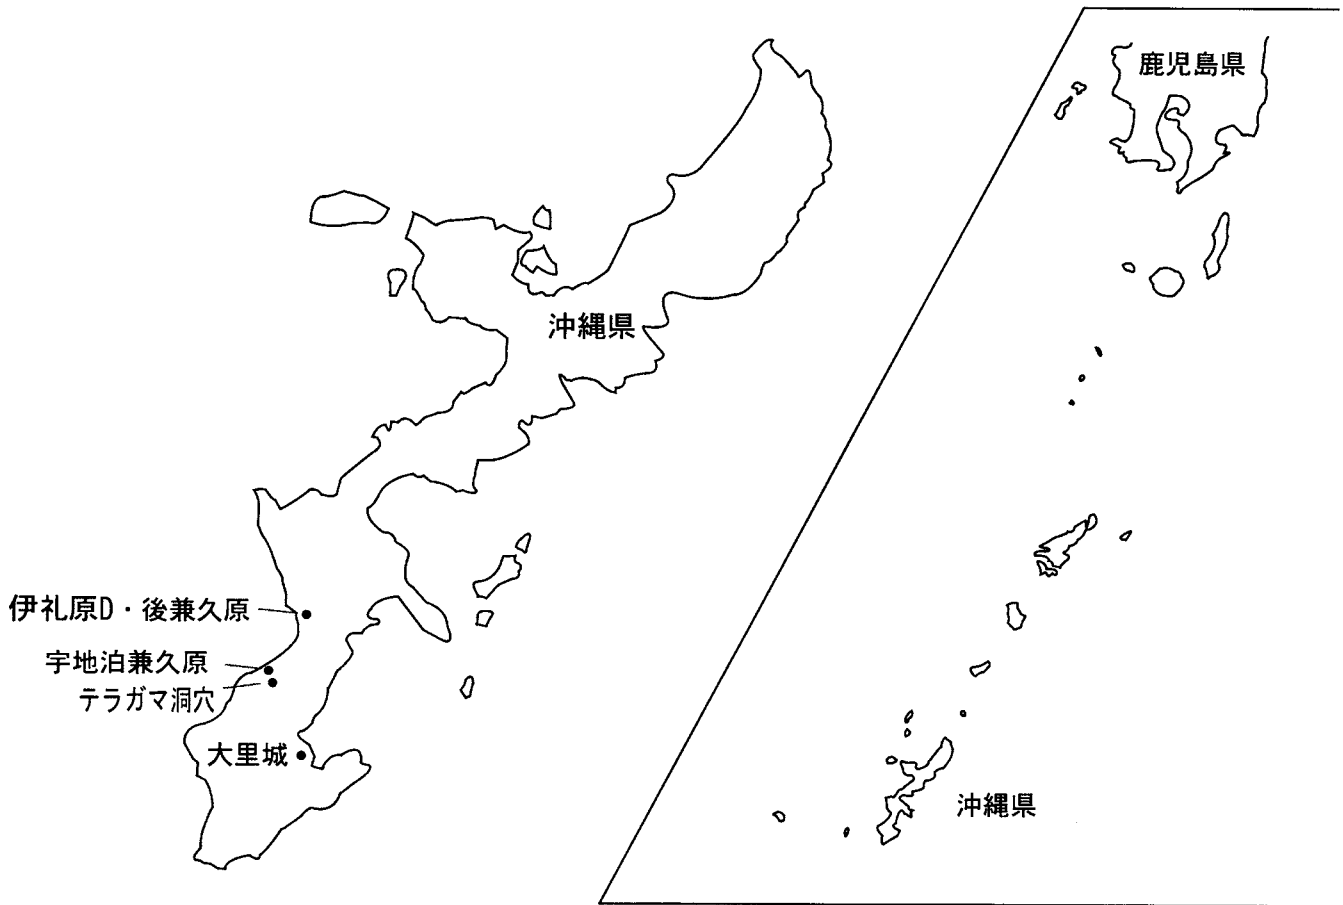 鹿児島県
沖縄県
伊礼原D・後兼久原
宇地泊兼久原
テラガマ洞穴
大里城
沖縄県